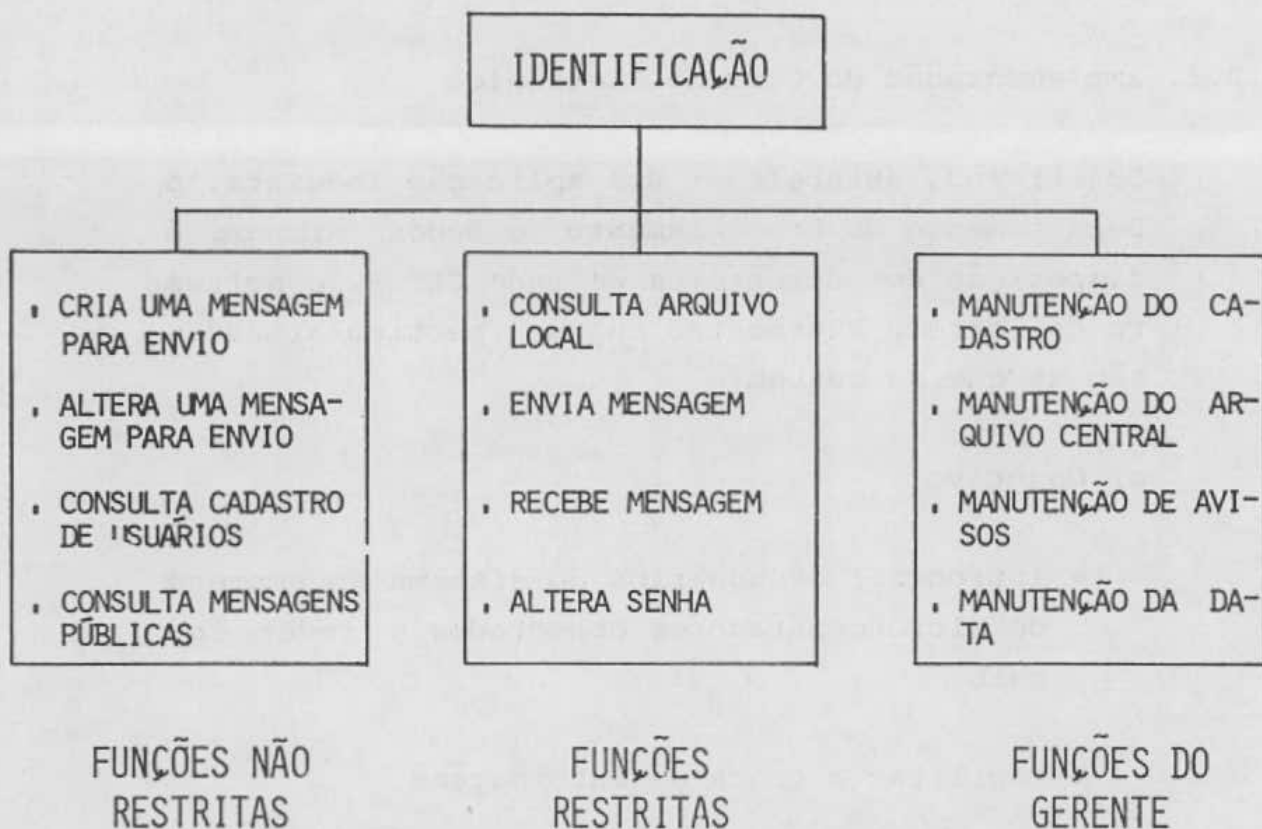 IDENTIFICAÇÃO
. CRIA UMA MENSAGEM
PARA ENVIO
. ALTERA UMA MENSA-
GEM PARA ENVIO
. CONSULTA CADASTRO
DE USUÁRIOS
. CONSULTA MENSAGENS
PÚBLICAS
. CONSULTA ARQUIVO
LOCAL
. ENVIA MENSAGEM
. RECEBE MENSAGEM
. ALTERA SENHA
. MANUTENÇÃO DO CA-
DASTRO
. MANUTENÇÃO DO AR-
QUIVO CENTRAL
. MANUTENÇÃO DE AVI-
SOS
. MANUTENÇÃO DA DA-
TA
FUNÇÕES NÃO
RESTRITAS
FUNÇÕES
RESTRITAS
FUNÇÕES DO
GERENTE